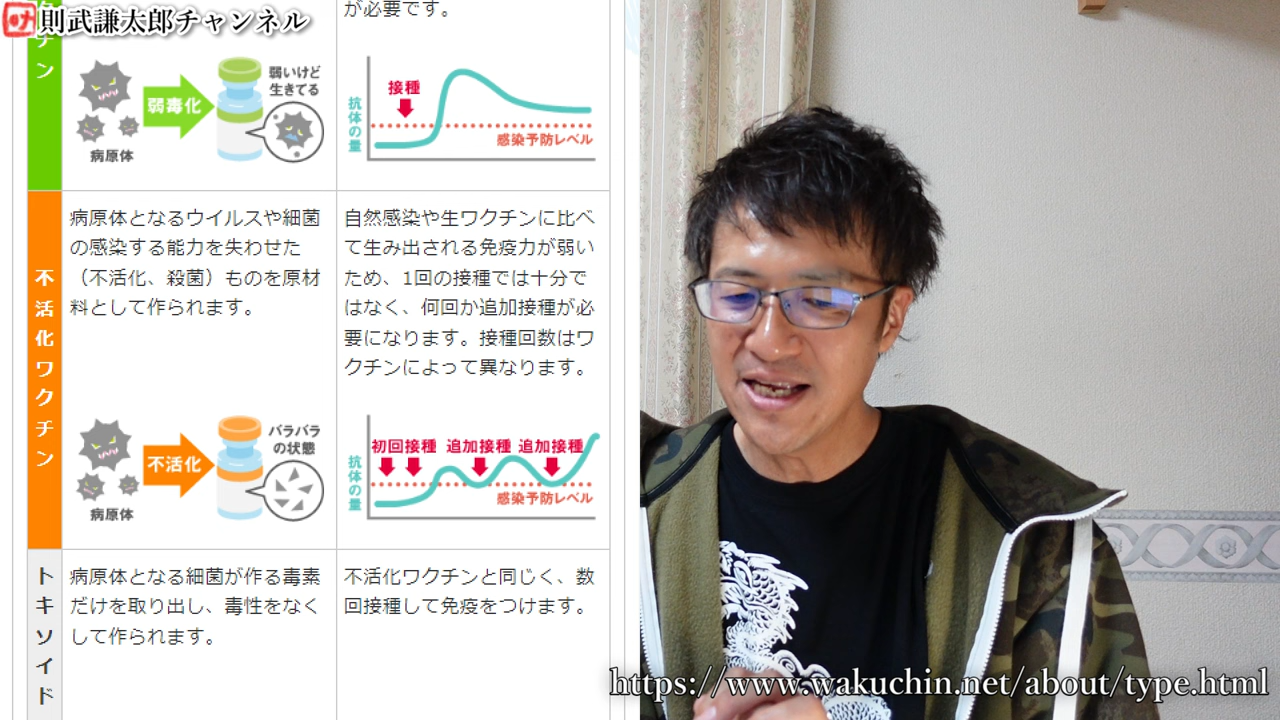 則武謙太郎チャンネル
チン
が必要です。
弱毒化
弱いけど
生きてる
病原体
抗体の量
接種
感染予防レベル
不活化ワクチン
病原体となるウイルスや細菌
の感染する能力を失わせた
（不活化、殺菌）ものを原材
料として作られます。
自然感染や生ワクチンに比べ
て生み出される免疫力が弱い
ため、1回の接種では十分で
はなく、何回か追加接種が必
要になります。接種回数はワ
クチンによって異なります。
不活化
バラバラ
の状態
病原体
抗体の量
初回接種 追加接種 追加接種
感染予防レベル
トキソイド
病原体となる細菌が作る毒素
だけを取り出し、毒性をなく
して作られます。
不活化ワクチンと同じく、数
回接種して免疫をつけます。
https://www.wakuchin.net/about/type.html